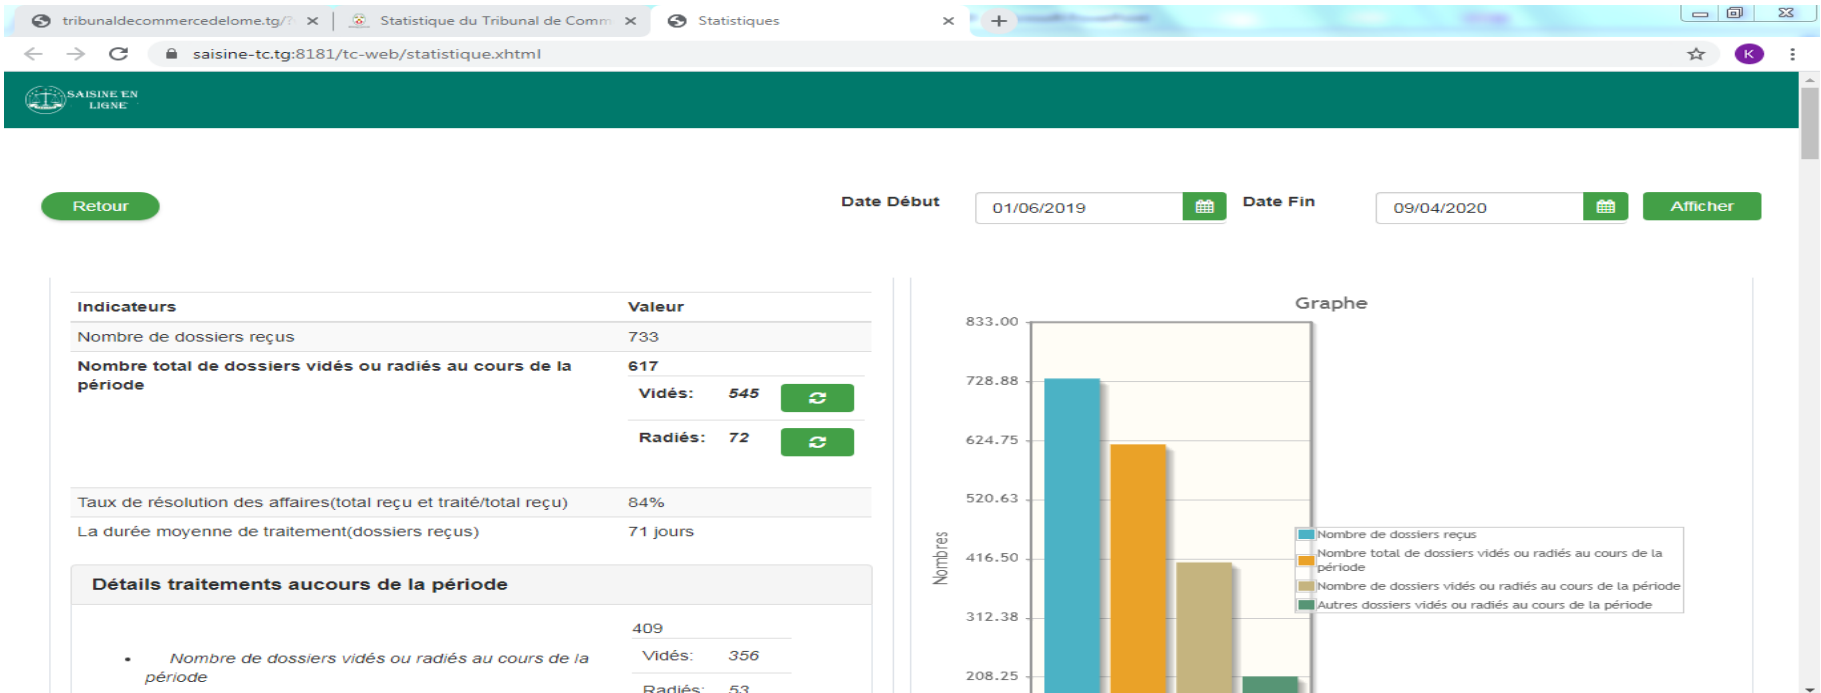 tribunaldecommercedelome.tg/?
Statistique du Tribunal de Comm
Statistiques
saisine-tc.tg:8181/tc-web/statistique.xhtml
K
SAISINE EN
LIGNE
Retour
Date Début
01/06/2019
Date Fin
09/04/2020
Afficher
Indicateurs Valeur
Nombre de dossiers reçus 733
Nombre total de dossiers vidés ou radiés au cours de la
période
617
Vidés: 545
Radiés: 72
Taux de résolution des affaires(total reçu et traité/total reçu) 84%
La durée moyenne de traitement(dossiers reçus) 71 jours
Détails traitements aucours de la période
409
Nombre de dossiers vidés ou radiés au cours de la
période
Vidés: 356
Radiés: 53
Graphe
833.00
728.88
624.75
520.63
416.50
312.38
208.25
Nombres
Nombre de dossiers reçus
Nombre total de dossiers vidés ou radiés au cours de la
période
Nombre de dossiers vidés ou radiés au cours de la période
Autres dossiers vidés ou radiés au cours de la période